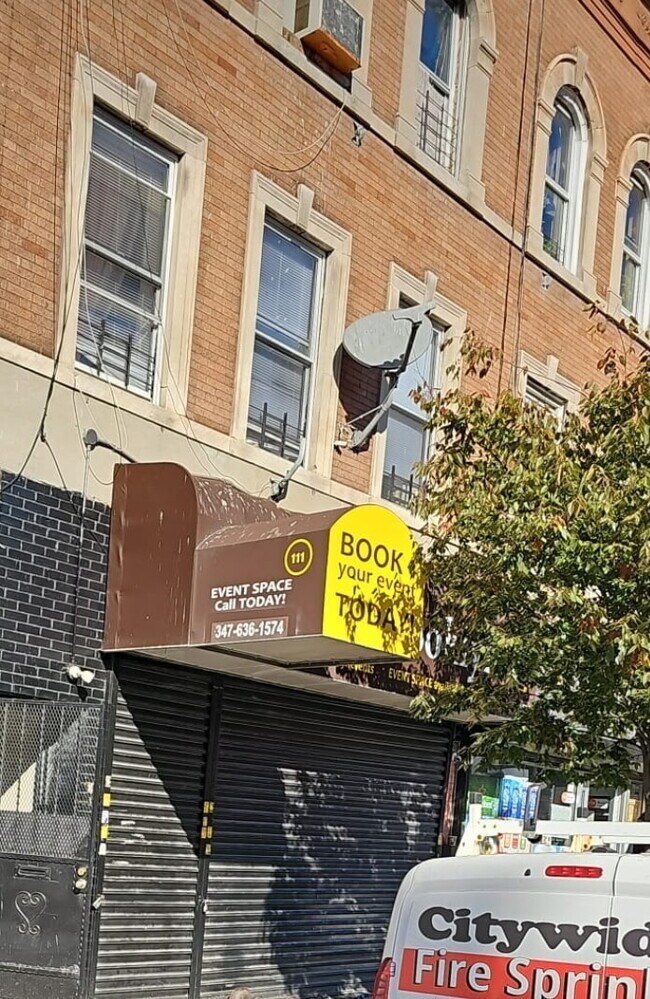 111
EVENT SPACE
Call TODAY!
347-636-1574
BOOK
your event
TODAY!
EVENT SPACE
Citywid
Fire Sprin